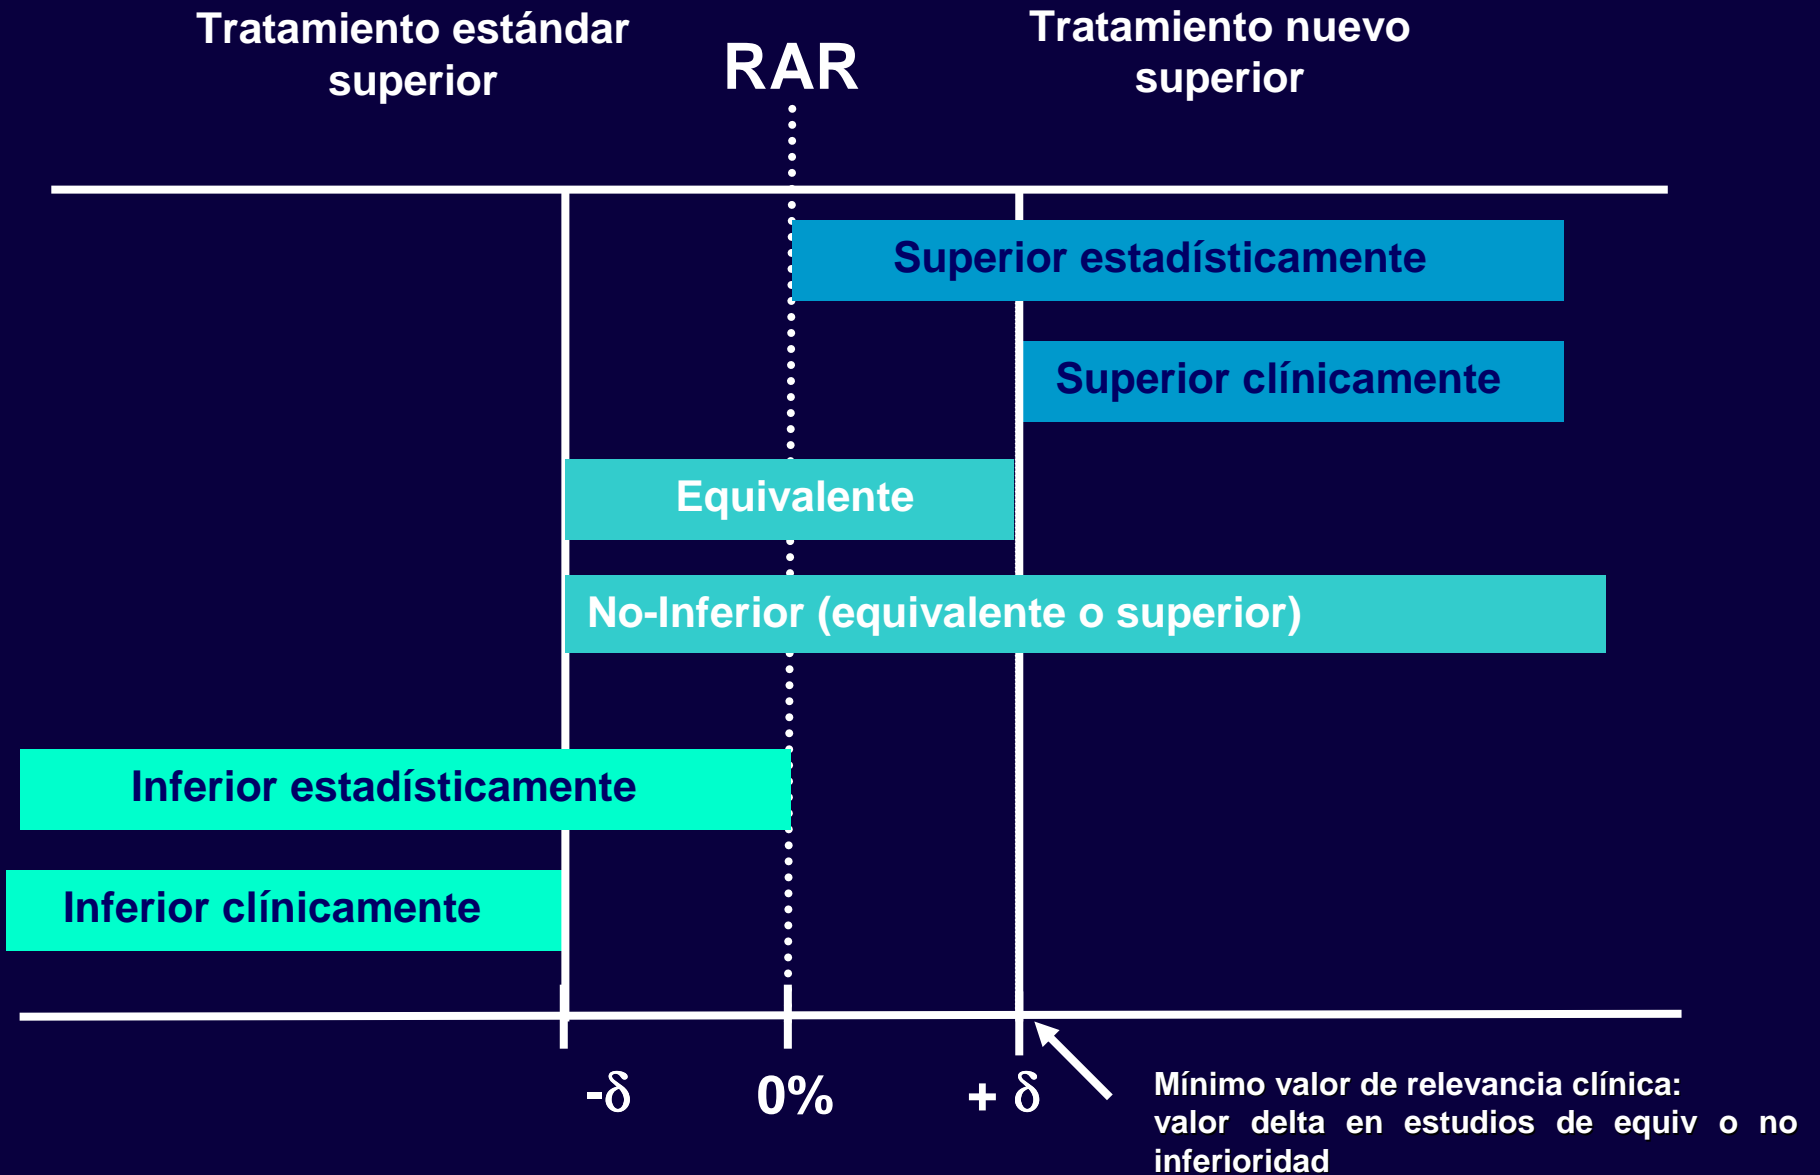 Tratamiento estándar
superior
RAR
Tratamiento nuevo
superior
Superior estadísticamente
Superior clínicamente
Equivalente
No-Inferior (equivalente o superior)
Inferior estadísticamente
Inferior clínicamente
-δ
0%
+ δ
Mínimo valor de relevancia clínica:
valor delta en estudios de equiv o no
inferioridad